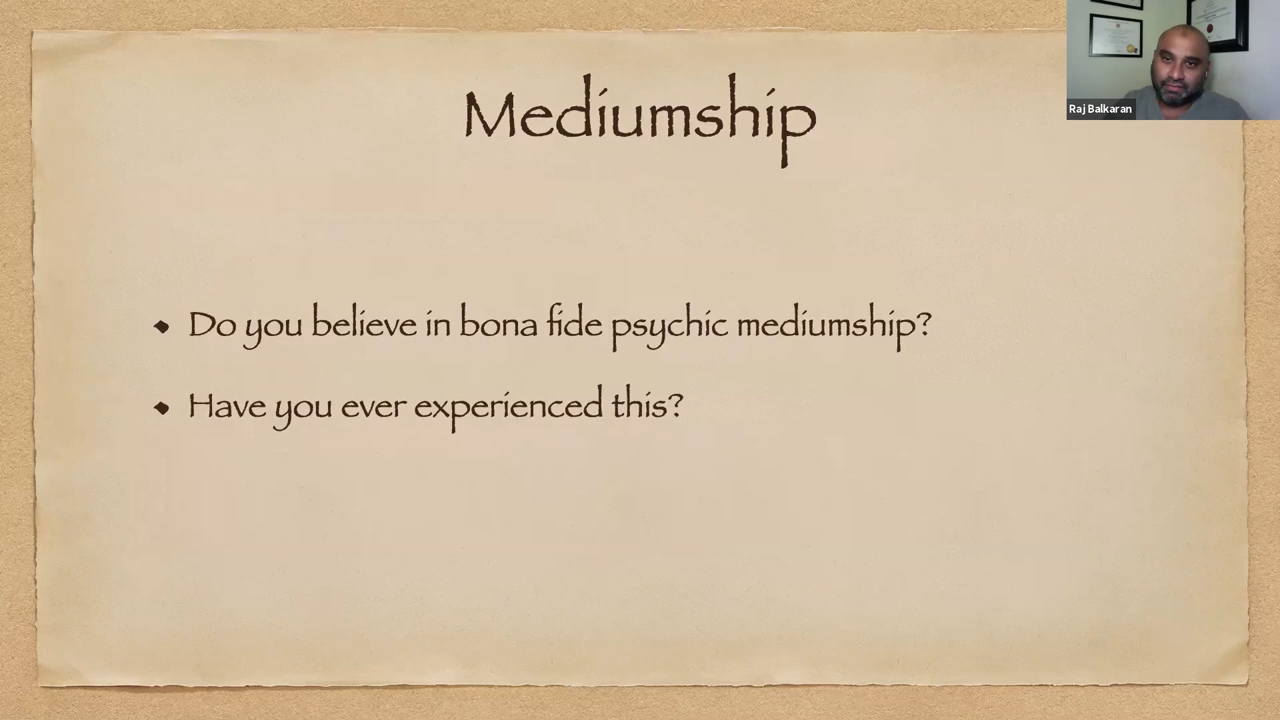 Mediumship
Raj Balkaran
Do you believe in bona fide psychic mediumship?
Have you ever experienced this?